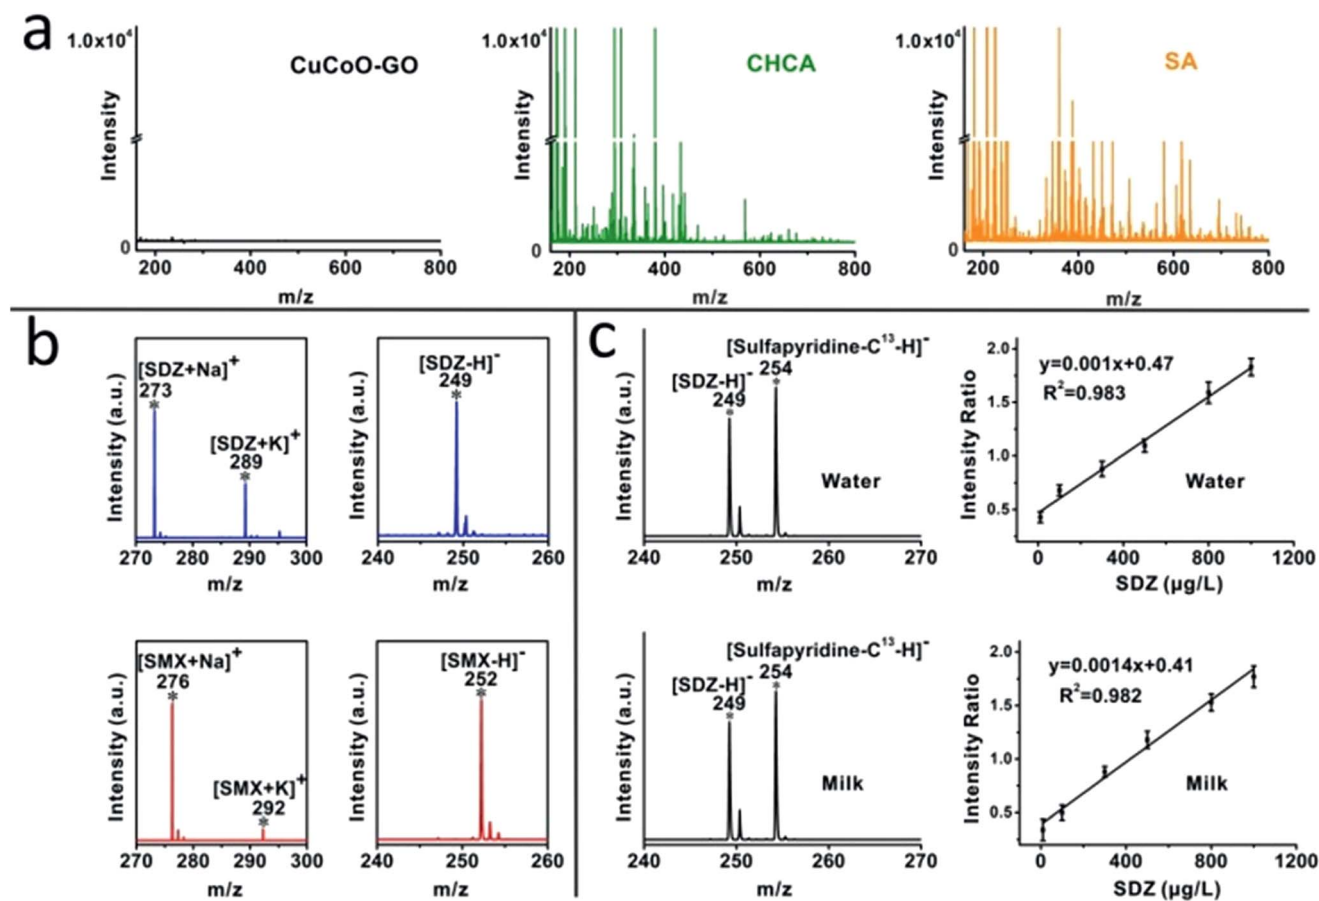 a
1.0x10⁴
CuCoO-GO
Intensity
0
200 400 600 800
m/z
1.0x10⁴
CHCA
Intensity
0
200 400 600 800
m/z
1.0x10⁴
SA
Intensity
0
200 400 600 800
m/z
b
[SDZ+Na]⁺
273
[SDZ+K]⁺
289
Intensity (a.u.)
270 280 290 300
m/z
[SDZ-H]⁻
249
Intensity (a.u.)
240 250 260
m/z
[SMX+Na]⁺
276
[SMX+K]⁺
292
Intensity (a.u.)
270 280 290 300
m/z
[SMX-H]⁻
252
Intensity (a.u.)
240 250 260
m/z
c
[Sulfapyridine-C¹³-H]⁻
254
[SDZ-H]⁻
249
Water
Intensity (a.u.)
240 250 260 270
m/z
y=0.001x+0.47
R²=0.983
Water
Intensity Ratio
2.0
1.5
1.0
0.5
0 400 800 1200
SDZ (µg/L)
[Sulfapyridine-C¹³-H]⁻
254
[SDZ-H]⁻
249
Milk
Intensity (a.u.)
240 250 260 270
m/z
y=0.0014x+0.41
R²=0.982
Milk
Intensity Ratio
2.0
1.5
1.0
0.5
0 400 800 1200
SDZ (µg/L)